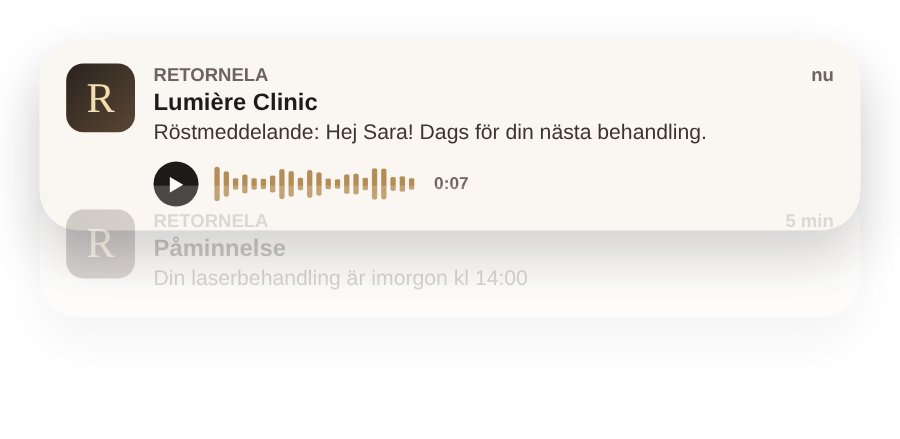 R
RETORNELA
nu
Lumière Clinic
Röstmeddelande: Hej Sara! Dags för din nästa behandling.
0:07
R
RETORNELA
5 min
Påminnelse
Din laserbehandling är imorgon kl 14:00